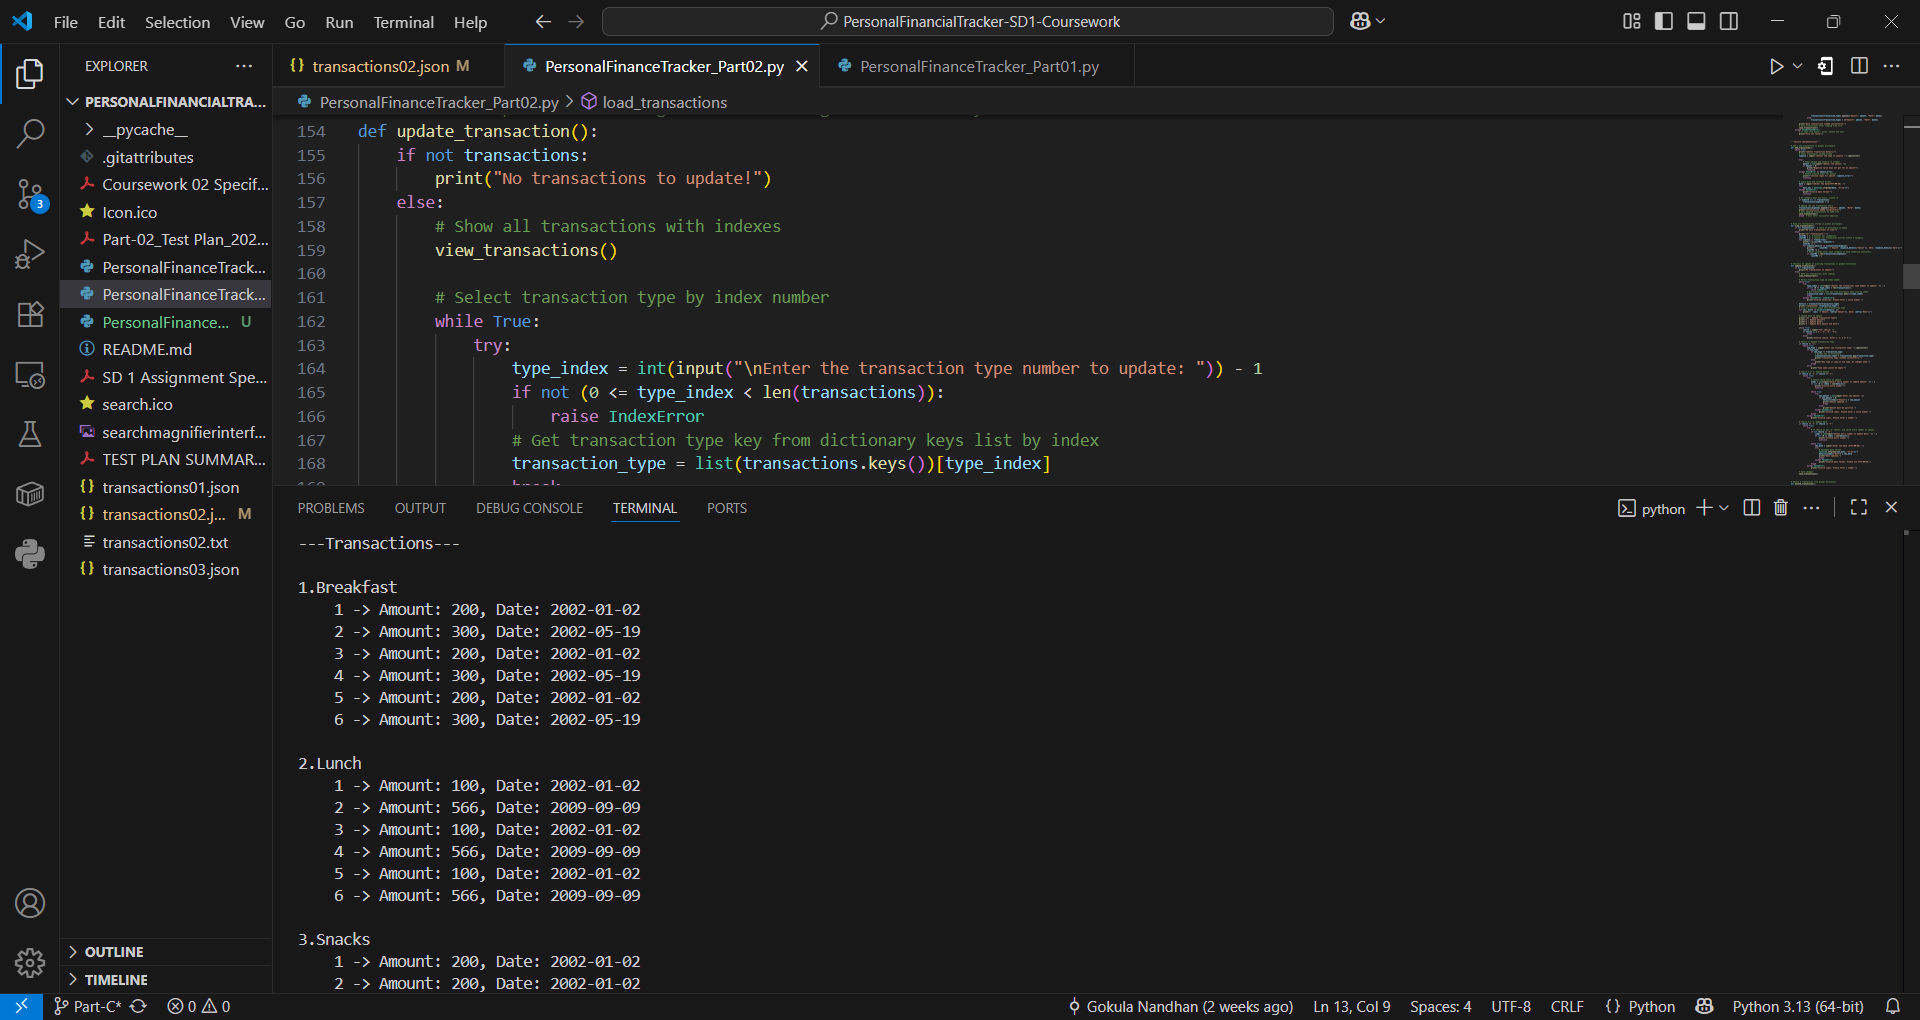 File Edit Selection View Go Run Terminal Help
PersonalFinancialTracker-SD1-Coursework
EXPLORER
PERSONALFINANCIALTRA...
__pycache__
.gitattributes
Coursework 02 Specif...
Icon.ico
Part-02_Test Plan_202...
PersonalFinanceTrack...
PersonalFinanceTrack...
PersonalFinance... U
README.md
SD 1 Assignment Spe...
search.ico
searchmagnifierinterf...
TEST PLAN SUMMAR...
transactions01.json
transactions02.j... M
transactions02.txt
transactions03.json
OUTLINE
TIMELINE
3
transactions02.json M
PersonalFinanceTracker_Part02.py
PersonalFinanceTracker_Part01.py
PersonalFinanceTracker_Part02.py > load_transactions
154 def update_transaction():
155 if not transactions:
156 print("No transactions to update!")
157 else:
158 # Show all transactions with indexes
159 view_transactions()
160
161 # Select transaction type by index number
162 while True:
163 try:
164 type_index = int(input("\nEnter the transaction type number to update: ")) - 1
165 if not (0 <= type_index < len(transactions)):
166 raise IndexError
167 # Get transaction type key from dictionary keys list by index
168 transaction_type = list(transactions.keys())[type_index]
PROBLEMS OUTPUT DEBUG CONSOLE TERMINAL PORTS
python
---Transactions---
1.Breakfast
1 -> Amount: 200, Date: 2002-01-02
2 -> Amount: 300, Date: 2002-05-19
3 -> Amount: 200, Date: 2002-01-02
4 -> Amount: 300, Date: 2002-05-19
5 -> Amount: 200, Date: 2002-01-02
6 -> Amount: 300, Date: 2002-05-19
2.Lunch
1 -> Amount: 100, Date: 2002-01-02
2 -> Amount: 566, Date: 2009-09-09
3 -> Amount: 100, Date: 2002-01-02
4 -> Amount: 566, Date: 2009-09-09
5 -> Amount: 100, Date: 2002-01-02
6 -> Amount: 566, Date: 2009-09-09
3.Snacks
1 -> Amount: 200, Date: 2002-01-02
2 -> Amount: 200, Date: 2002-01-02
Part-C* 0 0
Gokula Nandhan (2 weeks ago) Ln 13, Col 9 Spaces: 4 UTF-8 CRLF {} Python Python 3.13 (64-bit)